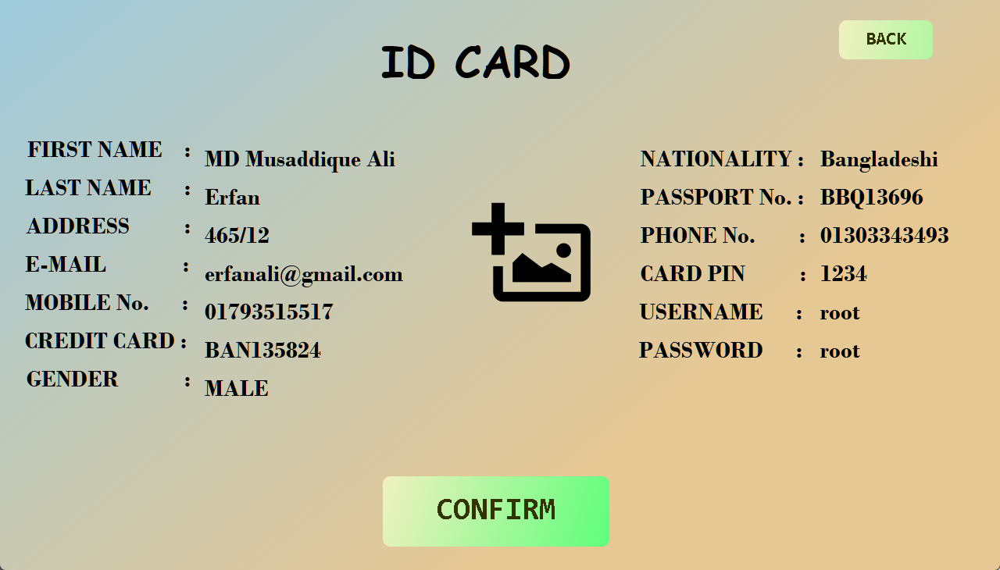 BACK
ID CARD
FIRST NAME : MD Musaddique Ali
LAST NAME : Erfan
ADDRESS : 465/12
E-MAIL : erfanali@gmail.com
MOBILE No. : 01793515517
CREDIT CARD : BAN135824
GENDER : MALE
NATIONALITY : Bangladeshi
PASSPORT No. : BBQ13696
PHONE No. : 01303343493
CARD PIN : 1234
USERNAME : root
PASSWORD : root
CONFIRM